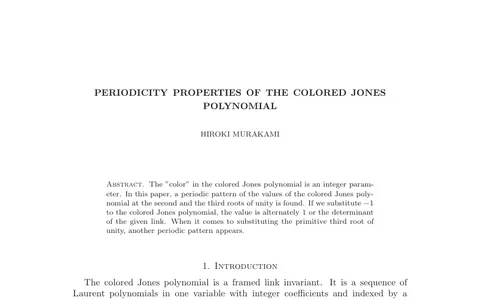 PERIODICITY PROPERTIES OF THE COLORED JONES
POLYNOMIAL
HIROKI MURAKAMI
ABSTRACT. The "color" in the colored Jones polynomial is an integer param-
eter. In this paper, a periodic pattern of the values of the colored Jones poly-
nomial at the second and the third roots of unity is found. If we substitute −1
to the colored Jones polynomial, the value is alternately 1 or the determinant
of the given link. When it comes to substituting the primitive third root of
unity, another periodic pattern appears.
1. INTRODUCTION
The colored Jones polynomial is a framed link invariant. It is a sequence of
Laurent polynomials in one variable with integer coefficients and indexed by a